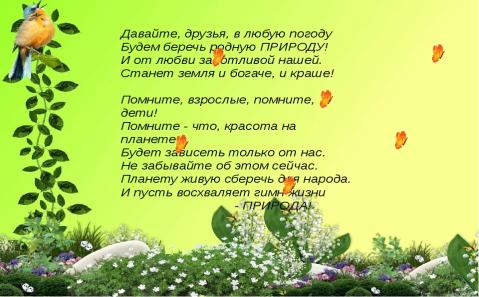 Давайте, друзья, в любую погоду
Будем беречь родную ПРИРОДУ!
И от любви заботливой нашей.
Станет земля и богаче, и краше!
Помните, взрослые, помните,
дети!
Помните - что, красота на
планете
Будет зависеть только от нас.
Не забывайте об этом сейчас.
Планету живую сберечь для народа.
И пусть восхваляет гимн жизни
- ПРИРОДА!